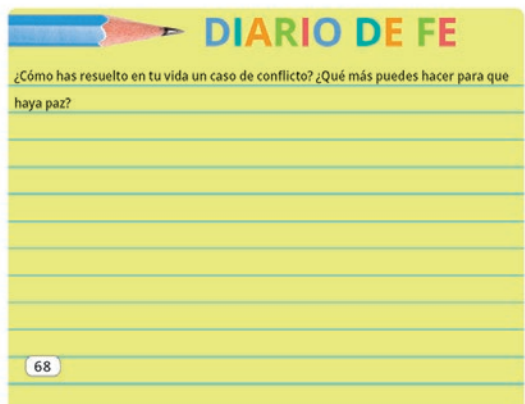 DIARIO DE FE
¿Cómo has resuelto en tu vida un caso de conflicto? ¿Qué más puedes hacer para que
haya paz?
68